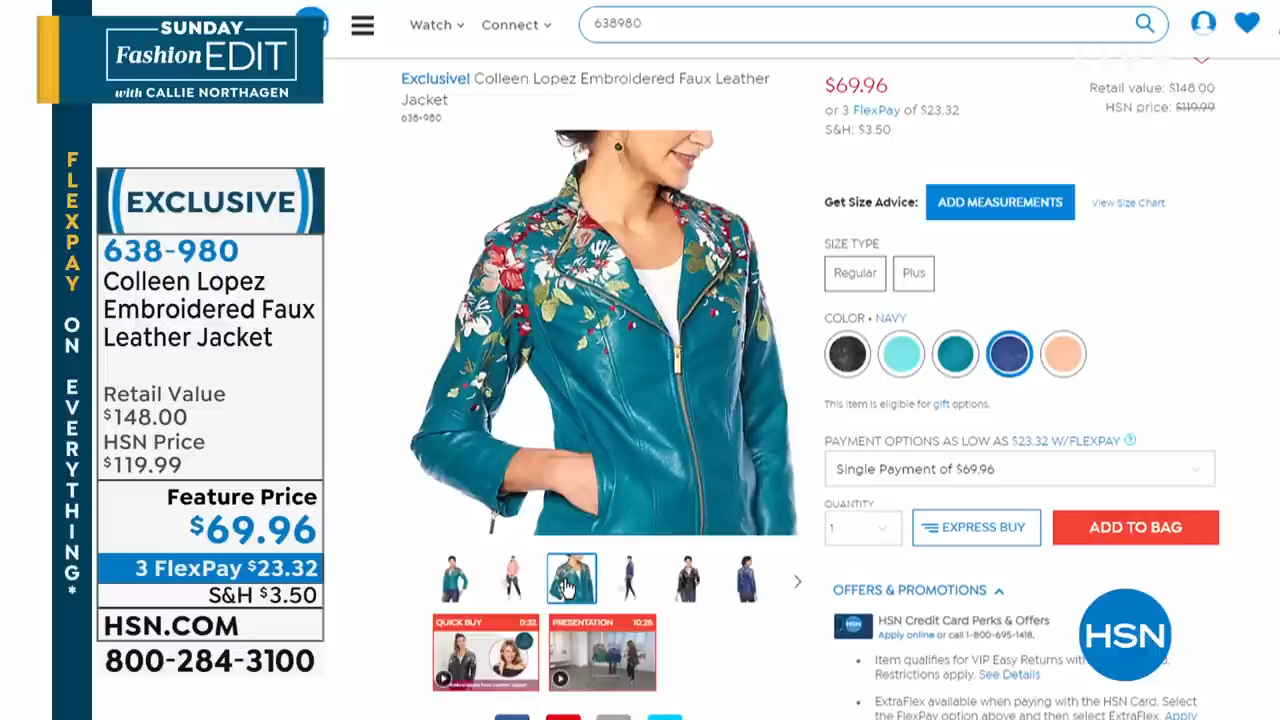 SUNDAY
Fashion EDIT
with CALLIE NORTHAGEN
FLEXPAY ON EVERYTHING*
EXCLUSIVE
638-980
Colleen Lopez
Embroidered Faux
Leather Jacket
Retail Value
$148.00
HSN Price
$119.99
Feature Price
$69.96
3 FlexPay $23.32
S&H $3.50
HSN.COM
800-284-3100
Watch
Connect
638980
Exclusive! Colleen Lopez Embroidered Faux Leather
Jacket
638-980
QUICK BUY 0:32
PRESENTATION 10:25
$69.96
Retail value: $148.00
or 3 FlexPay of $23.32
HSN price: $119.99
S&H: $3.50
Get Size Advice:
ADD MEASUREMENTS
View Size Chart
SIZE TYPE
Regular
Plus
COLOR • NAVY
This item is eligible for gift options.
PAYMENT OPTIONS AS LOW AS $23.32 W/FLEXPAY ?
Single Payment of $69.96
QUANTITY
1
EXPRESS BUY
ADD TO BAG
OFFERS & PROMOTIONS
HSN
HSN Credit Card Perks & Offers
Apply online or call 1-800-695-1418.
HSN
• Item qualifies for VIP Easy Returns
Restrictions apply. See Details
• ExtraFlex available when paying with the HSN Card. Select
the FlexPay option above and then select ExtraFlex. Apply